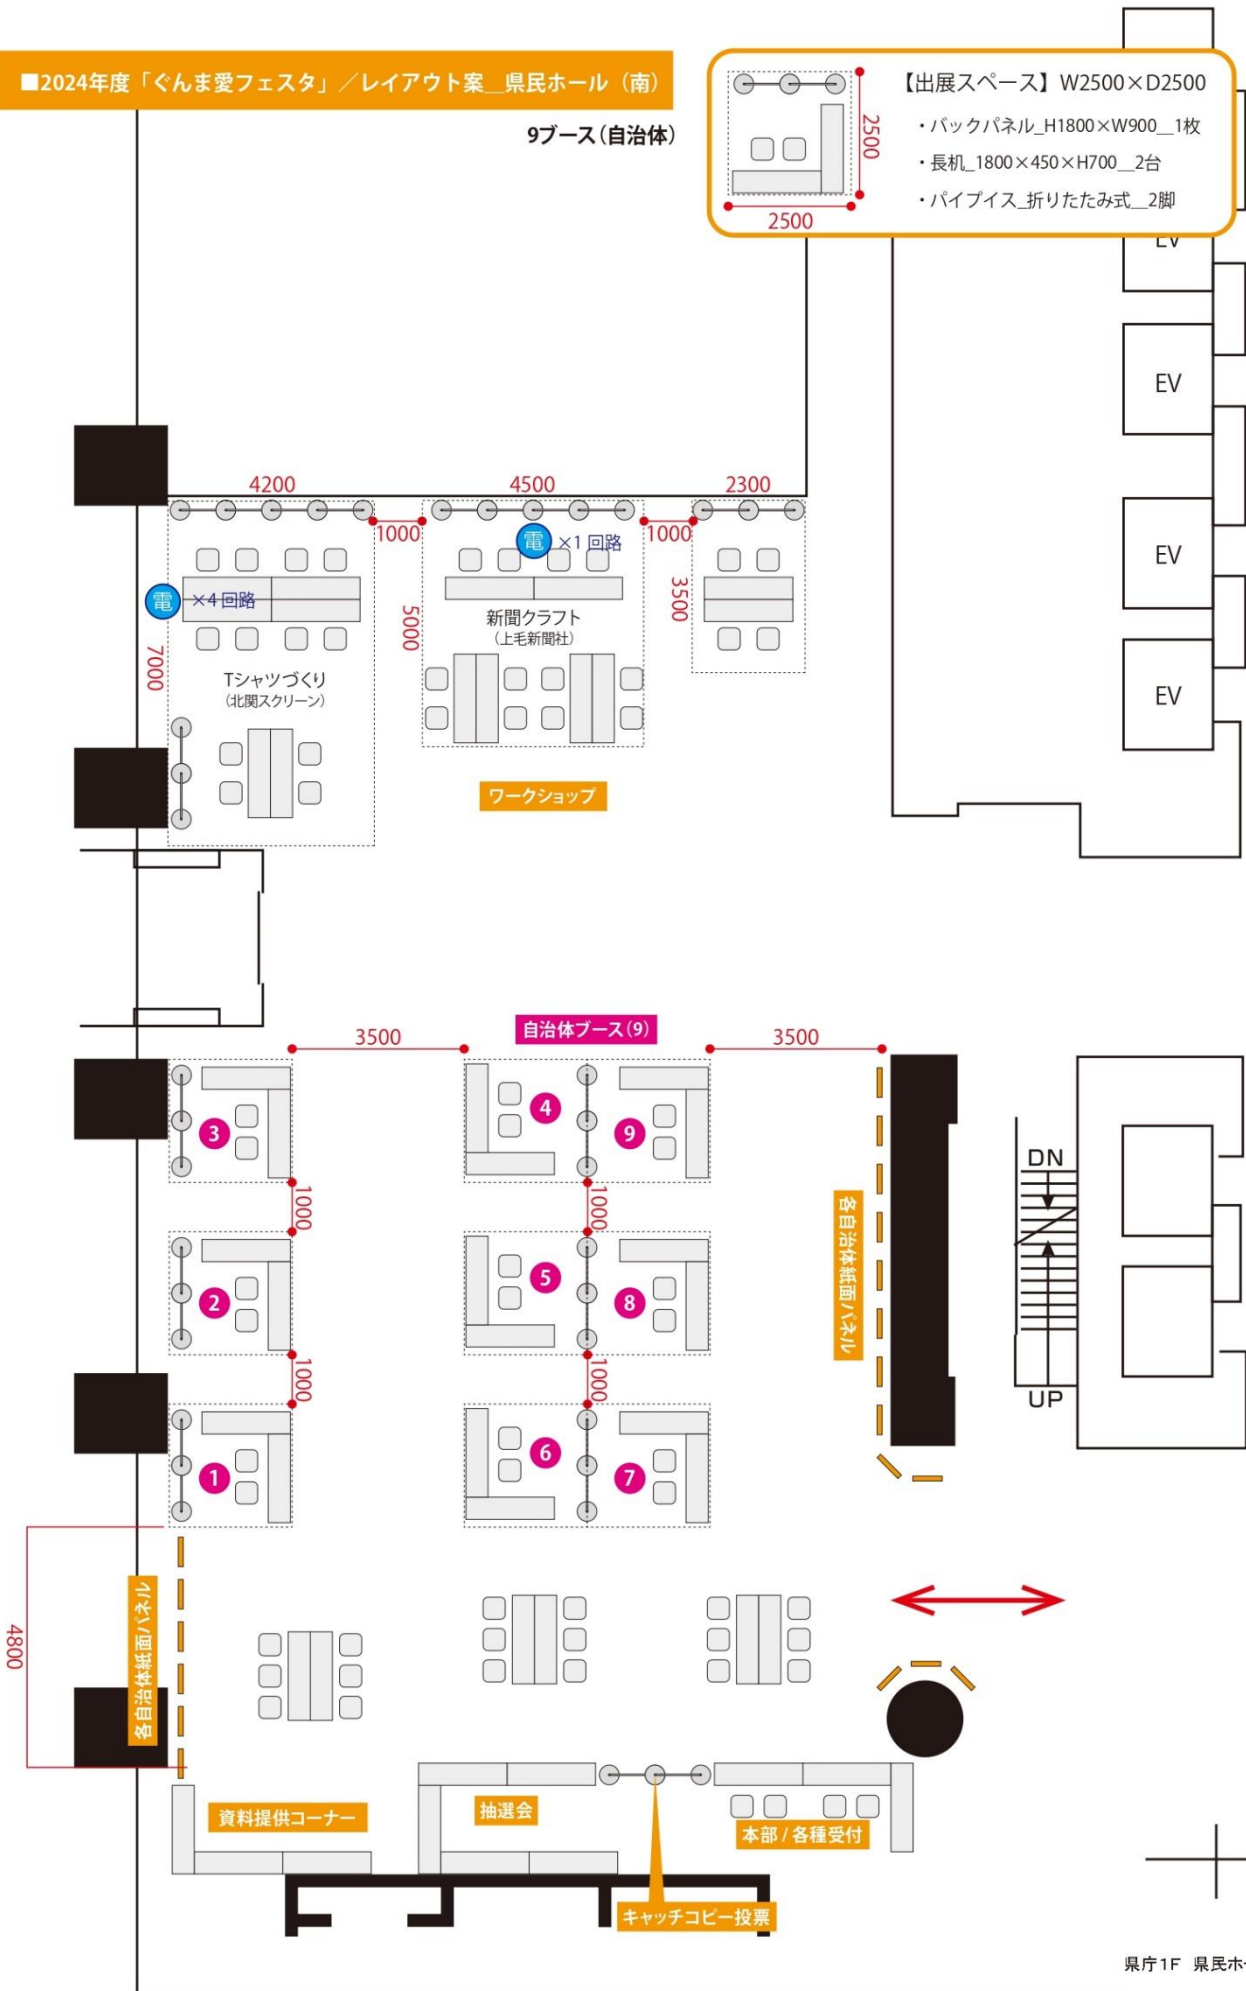 ■2024年度「ぐんま愛フェスタ」／レイアウト案__県民ホール（南）
9ブース(自治体)
【出展スペース】W2500×D2500
・バックパネル_H1800×W900__1枚
・長机_1800×450×H700__2台
・パイプイス_折りたたみ式__2脚
2500
2500
EV
EV
EV
EV
4200
4500
2300
1000
1000
電 ×1 回路
電 ×4 回路
7000
5000
3500
新聞クラフト
(上毛新聞社)
Tシャツづくり
(北関スクリーン)
ワークショップ
自治体ブース(9)
3500
3500
3
4
9
1000
1000
2
5
8
1000
1000
1
6
7
各自治体紙面パネル
DN
UP
4800
各自治体紙面パネル
資料提供コーナー
抽選会
本部 / 各種受付
キャッチコピー投票
県庁1F 県民ホ